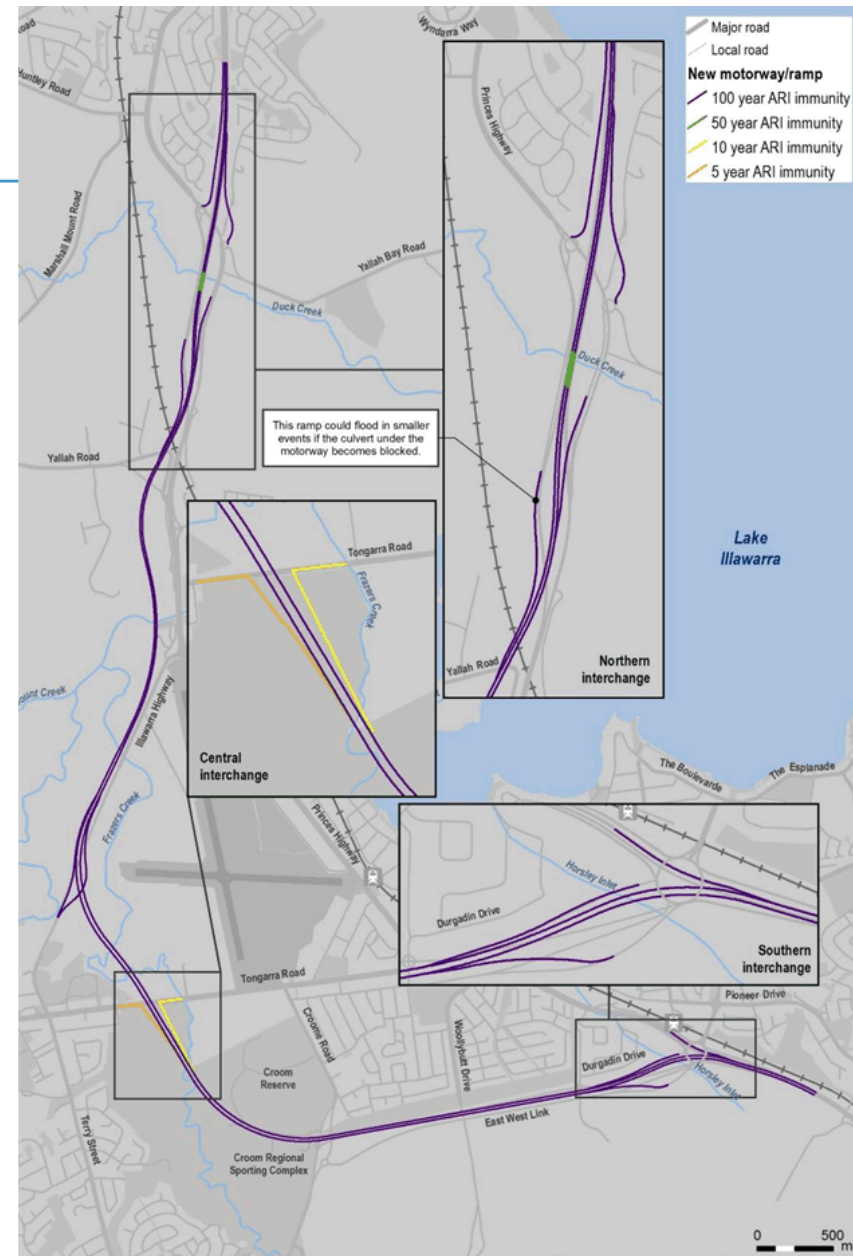 Wyndarra Way
Road
Huntley Road
Princes Highway
Marshall Mount Road
Yallah Bay Road
Duck Creek
Duck Creek
This ramp could flood in smaller
events if the culvert under the
motorway becomes blocked.
Yallah Road
Yallah Road
Northern
interchange
Major road
Local road
New motorway/ramp
100 year ARI immunity
50 year ARI immunity
10 year ARI immunity
5 year ARI immunity
Lake
Illawarra
Tongarra Road
Frazers Creek
Central
interchange
ount Creek
Illawarra Highway
Frazers Creek
Princes Highway
The Boulevarde
The Esplanade
Horsley Inlet
Durgadin Drive
Southern
interchange
Tongarra Road
Pioneer Drive
Croome Road
Woollybutt Drive
Durgadin Drive
Horsley Inlet
Croom
Reserve
East West Link
Terry Street
Croom Regional
Sporting Complex
0 500
m